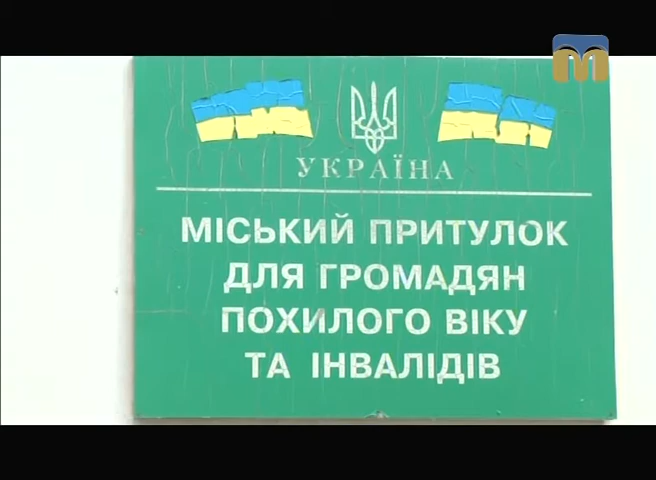 УКРАЇНА
МІСЬКИЙ ПРИТУЛОК
ДЛЯ ГРОМАДЯН
ПОХИЛОГО ВІКУ
ТА ІНВАЛІДІВ